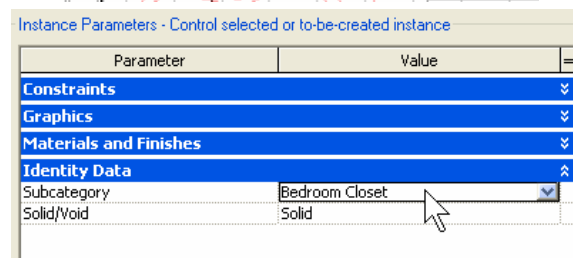 Instance Parameters - Control selected or to-be-created instance
Parameter Value =
Constraints
Graphics
Materials and Finishes
Identity Data
Subcategory Bedroom Closet
Solid/Void Solid